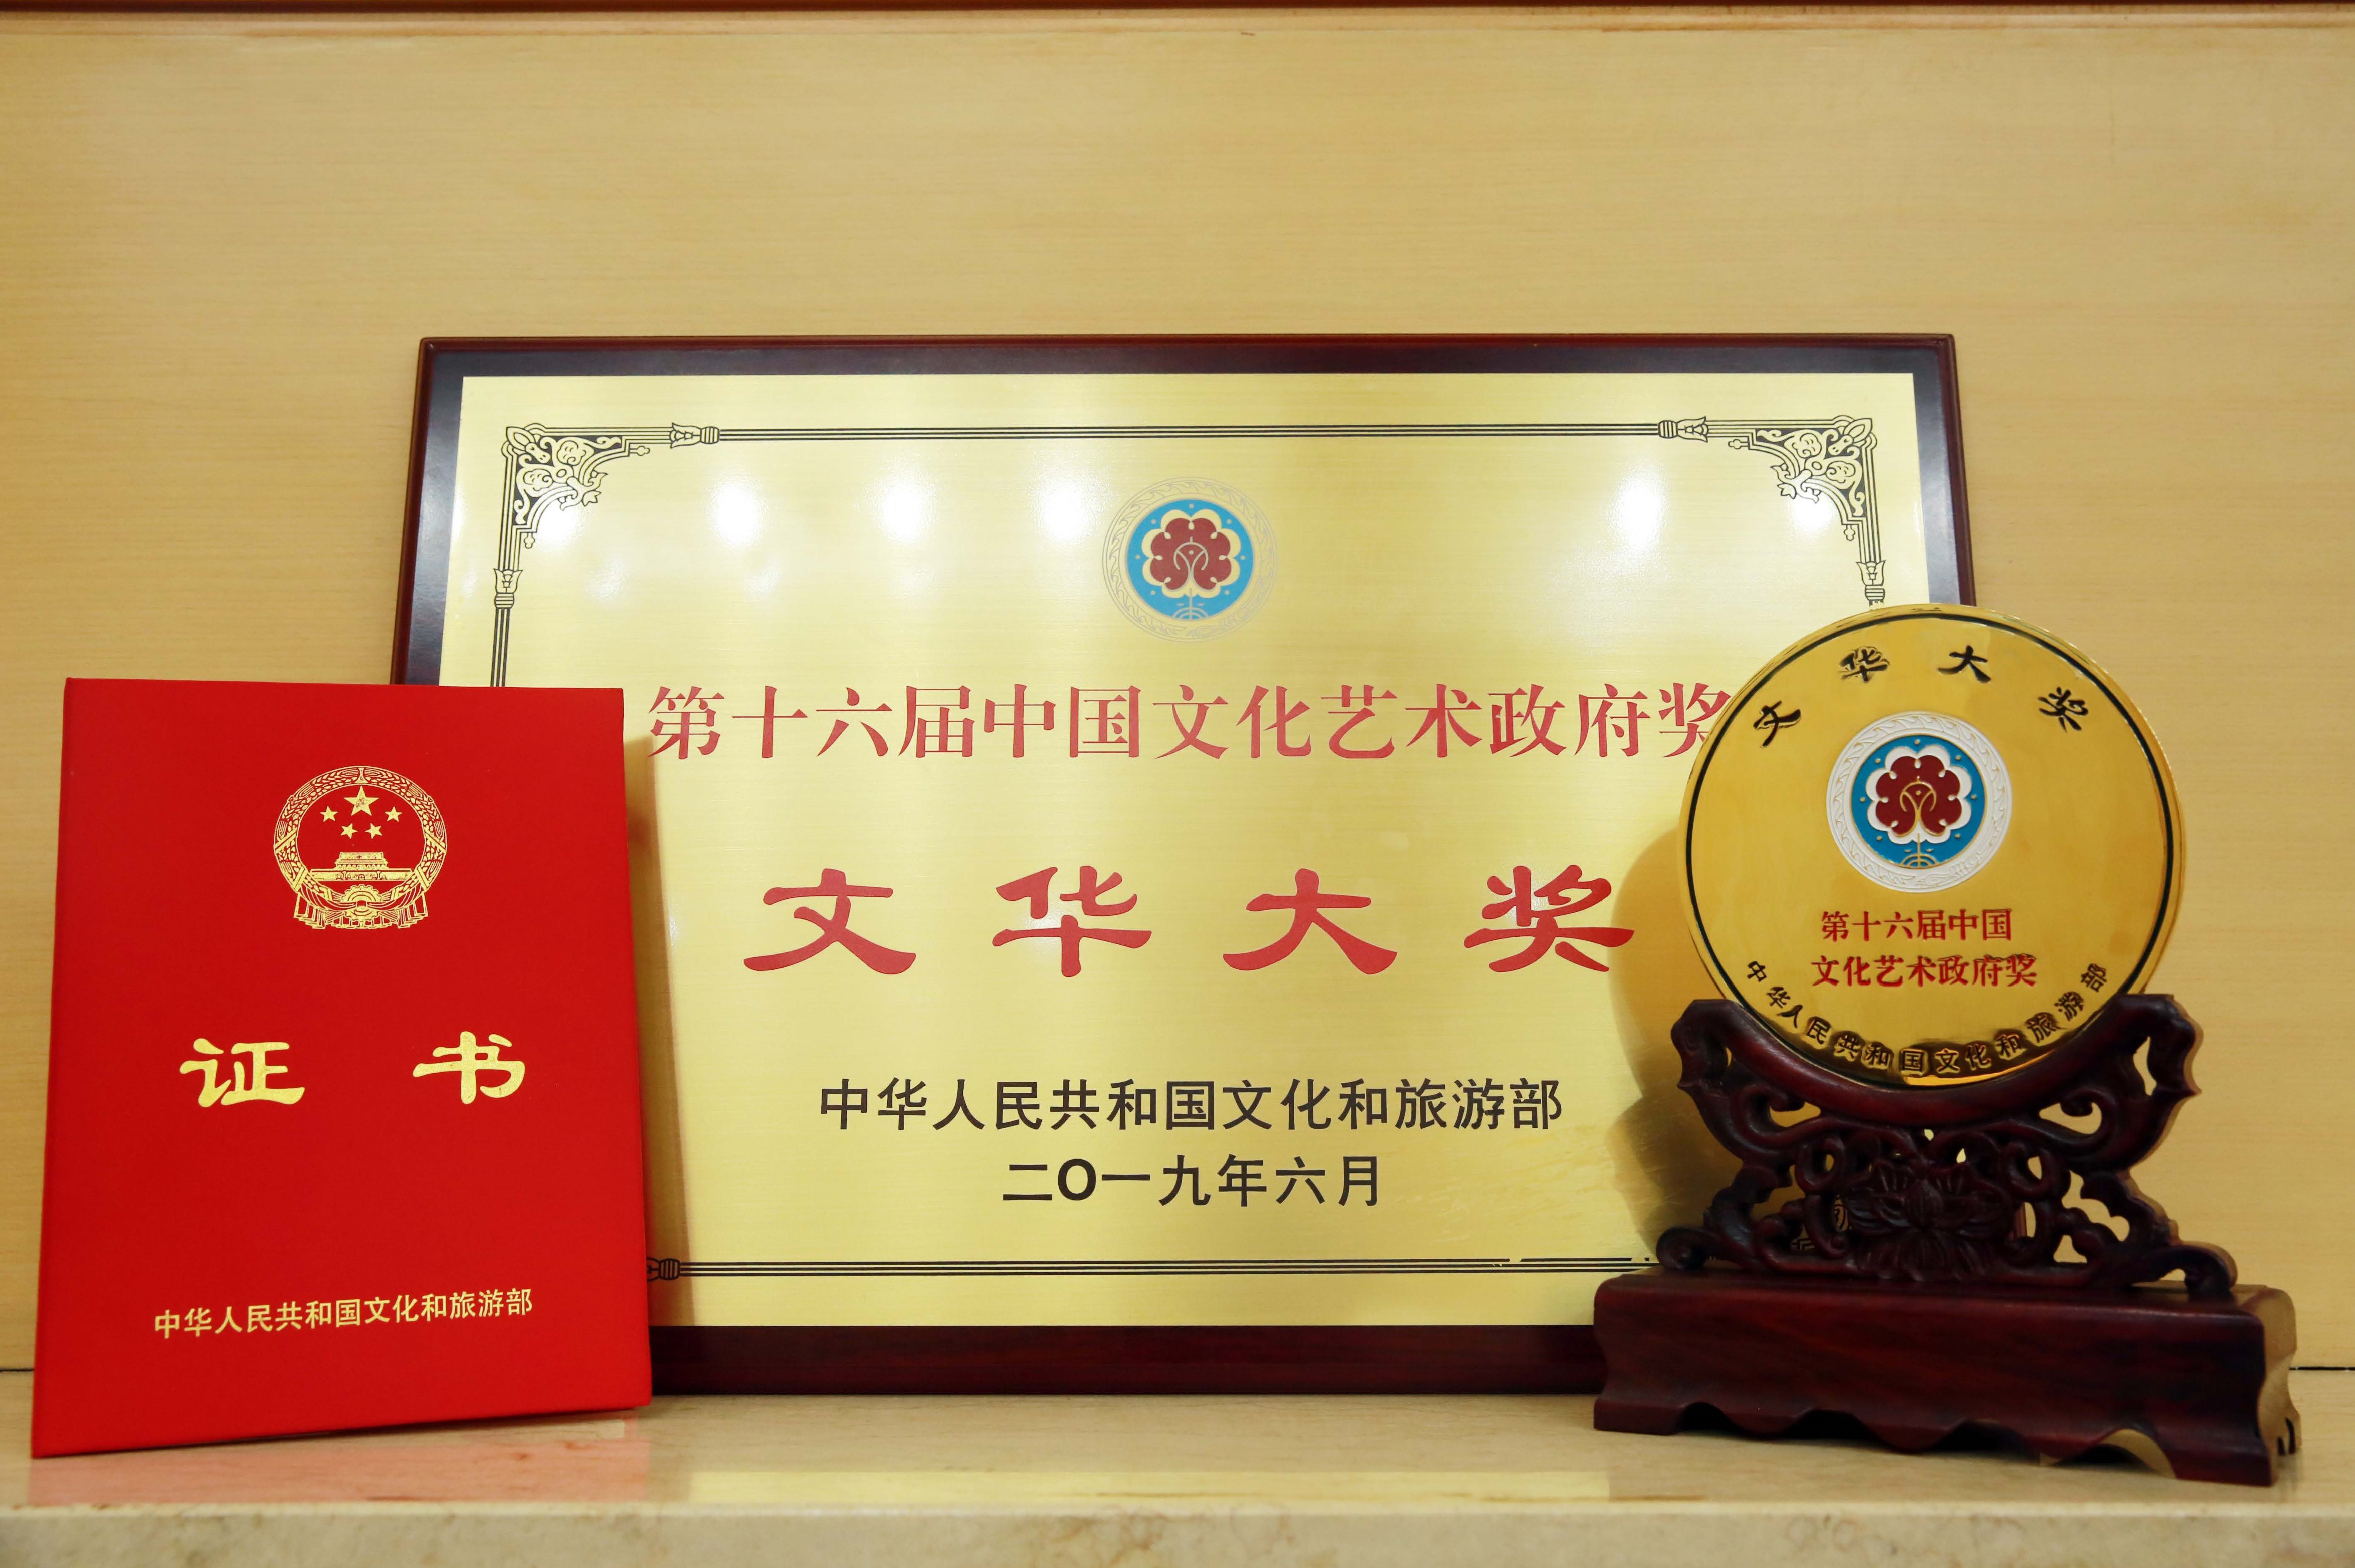 第十六届中国文化艺术政府奖
文华大奖
中华人民共和国文化和旅游部
二〇一九年六月
证书
中华人民共和国文化和旅游部
文华大奖
第十六届中国
文化艺术政府奖
中华人民共和国文化和旅游部